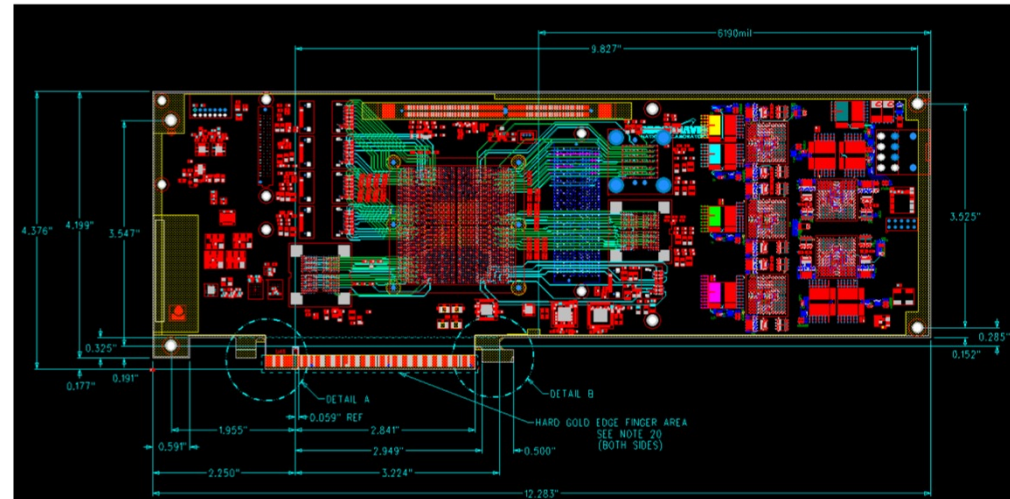 6190mil
9.827"
4.376"
4.199"
3.547"
3.525"
0.325"
0.285"
0.152"
0.177"
0.191"
DETAIL A
DETAIL B
0.059" REF
HARD GOLD EDGE FINGER AREA
SEE NOTE 20
(BOTH SIDES)
1.955"
2.841"
0.591"
2.949"
0.500"
2.250"
3.224"
12.283"